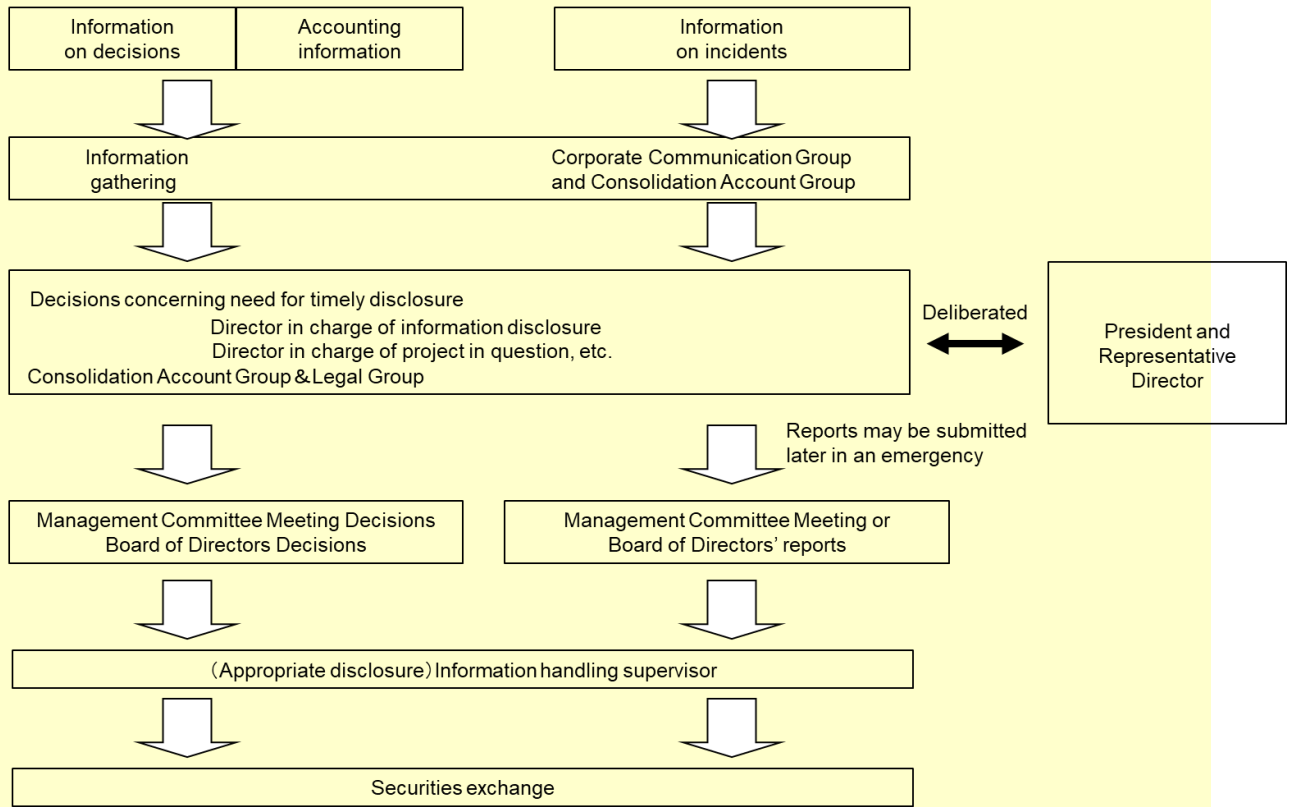 Information
on decisions
Accounting
information
Information
on incidents
Information
gathering
Corporate Communication Group
and Consolidation Account Group
Decisions concerning need for timely disclosure
Director in charge of information disclosure
Director in charge of project in question, etc.
Consolidation Account Group＆Legal Group
Deliberated
President and
Representative
Director
Reports may be submitted
later in an emergency
Management Committee Meeting Decisions
Board of Directors Decisions
Management Committee Meeting or
Board of Directors’ reports
（Appropriate disclosure）Information handling supervisor
Securities exchange